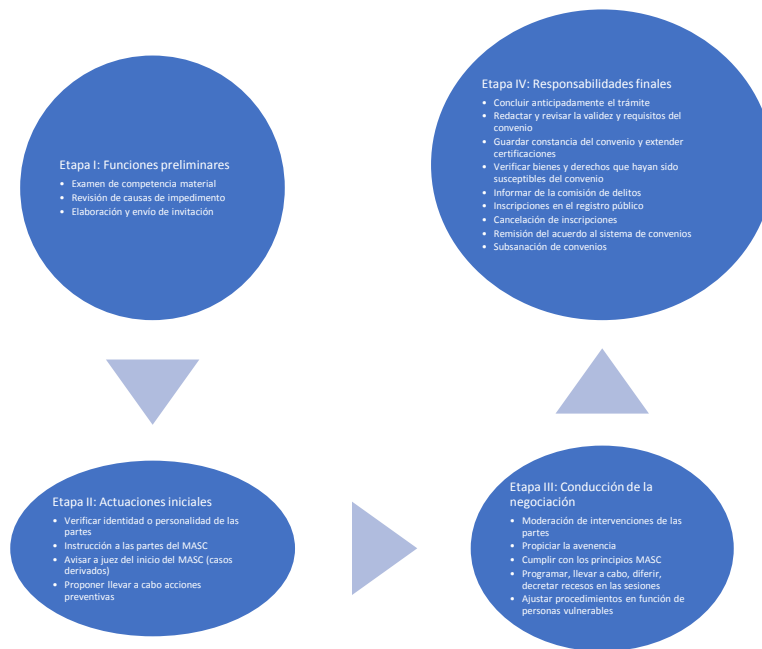 Etapa I: Funciones preliminares
• Examen de competencia material
• Revisión de causas de impedimento
• Elaboración y envío de invitación
Etapa II: Actuaciones iniciales
• Verificar identidad o personalidad de las
partes
• Instrucción a las partes del MASC
• Avisar a juez del inicio del MASC (casos
derivados)
• Proponer llevar a cabo acciones
preventivas
Etapa III: Conducción de la
negociación
• Moderación de intervenciones de las
partes
• Propiciar la avenencia
• Cumplir con los principios MASC
• Programar, llevar a cabo, diferir,
decretar recesos en las sesiones
• Ajustar procedimientos en función de
personas vulnerables
Etapa IV: Responsabilidades finales
• Concluir anticipadamente el trámite
• Redactar y revisar la validez y requisitos del
convenio
• Guardar constancia del convenio y extender
certificaciones
• Verificar bienes y derechos que hayan sido
susceptibles del convenio
• Informar de la comisión de delitos
• Inscripciones en el registro público
• Cancelación de inscripciones
• Remisión del acuerdo al sistema de convenios
• Subsanación de convenios